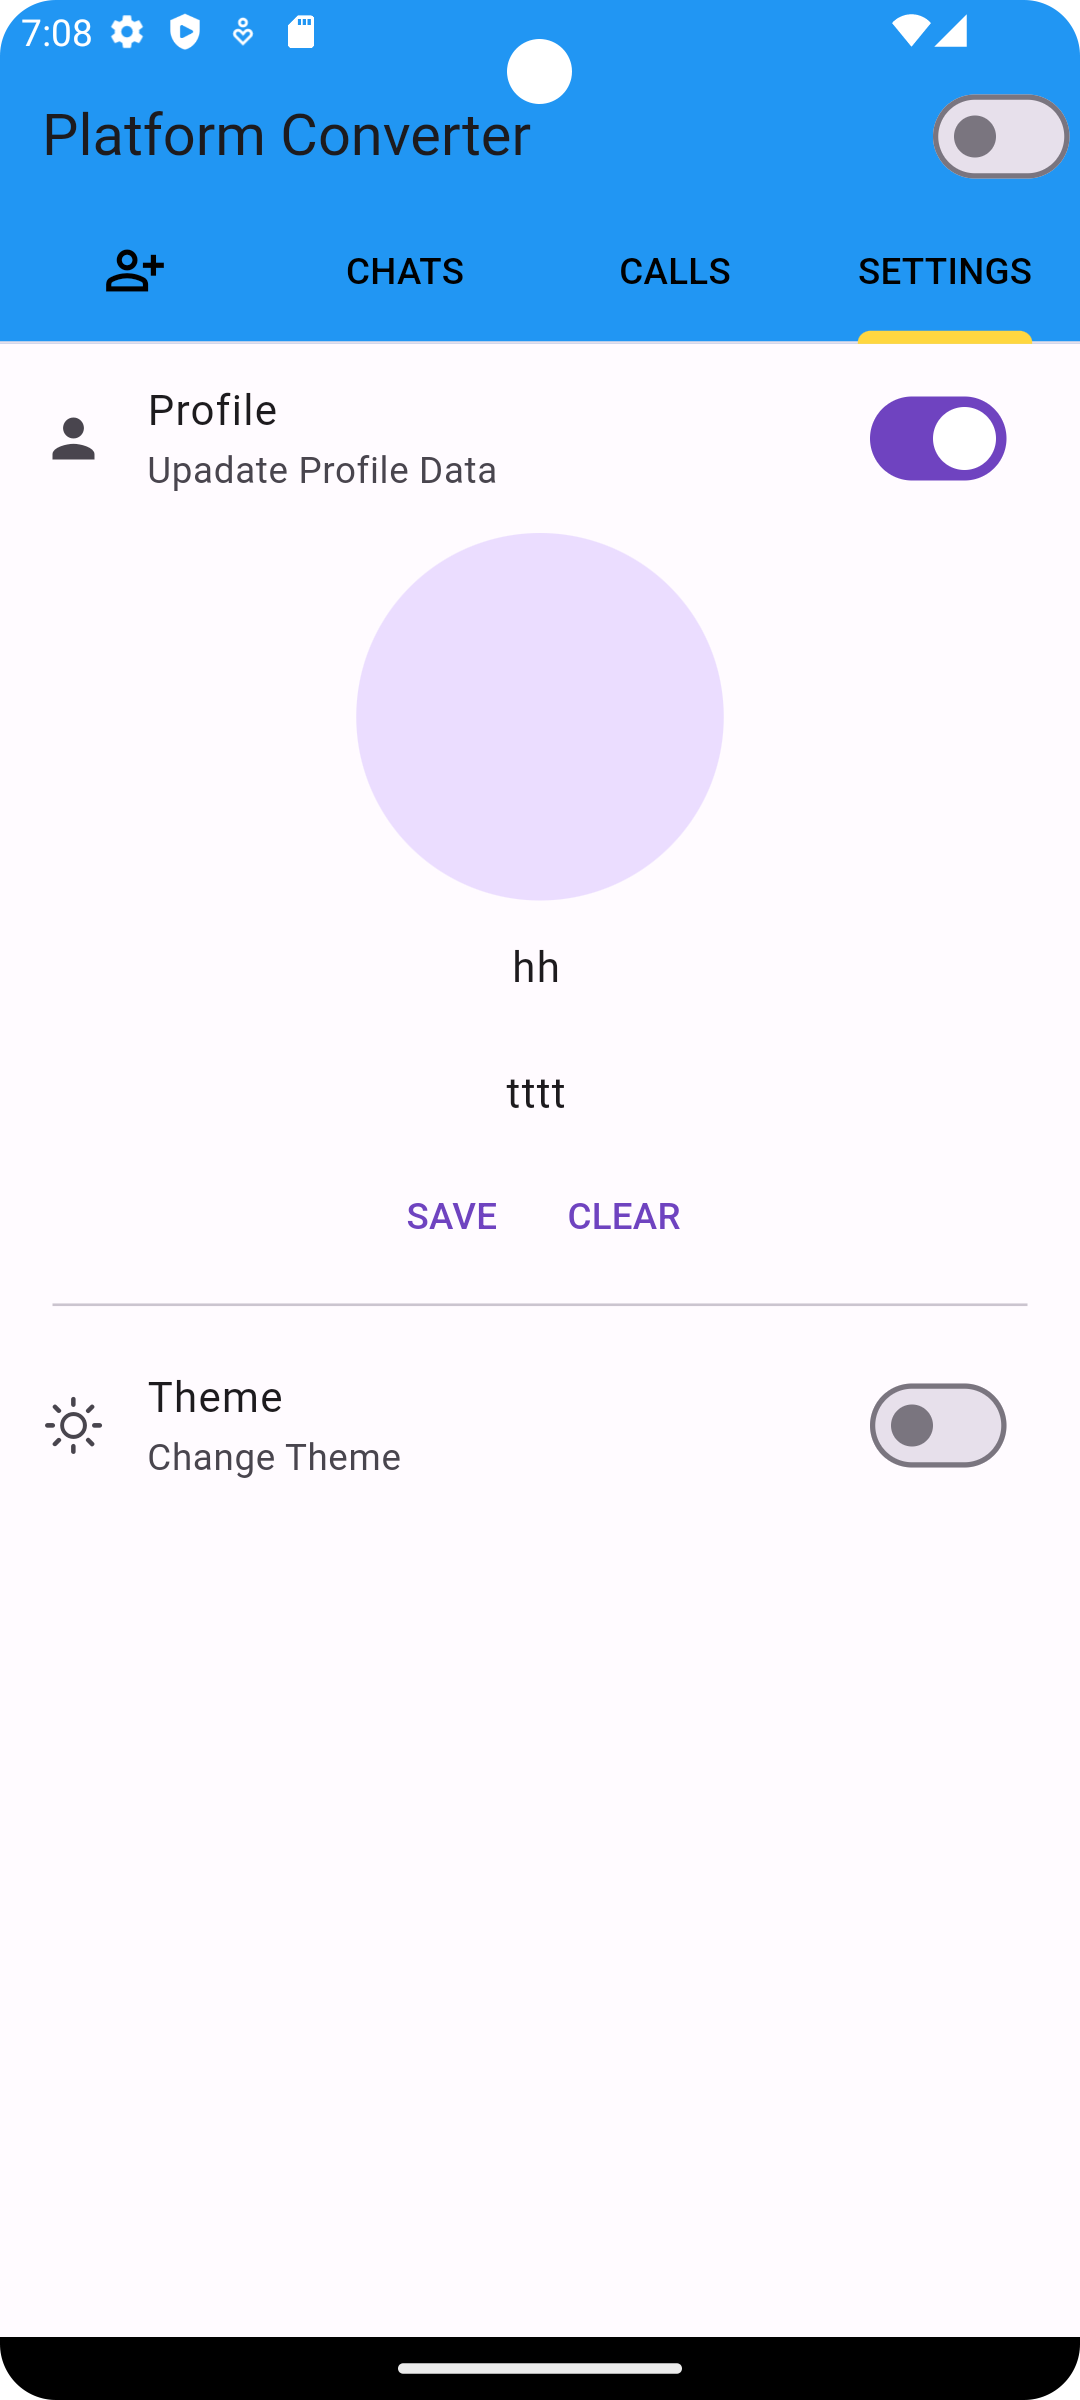 7:08
Platform Converter
CHATS CALLS SETTINGS
Profile
Upadate Profile Data
hh
tttt
SAVE CLEAR
Theme
Change Theme